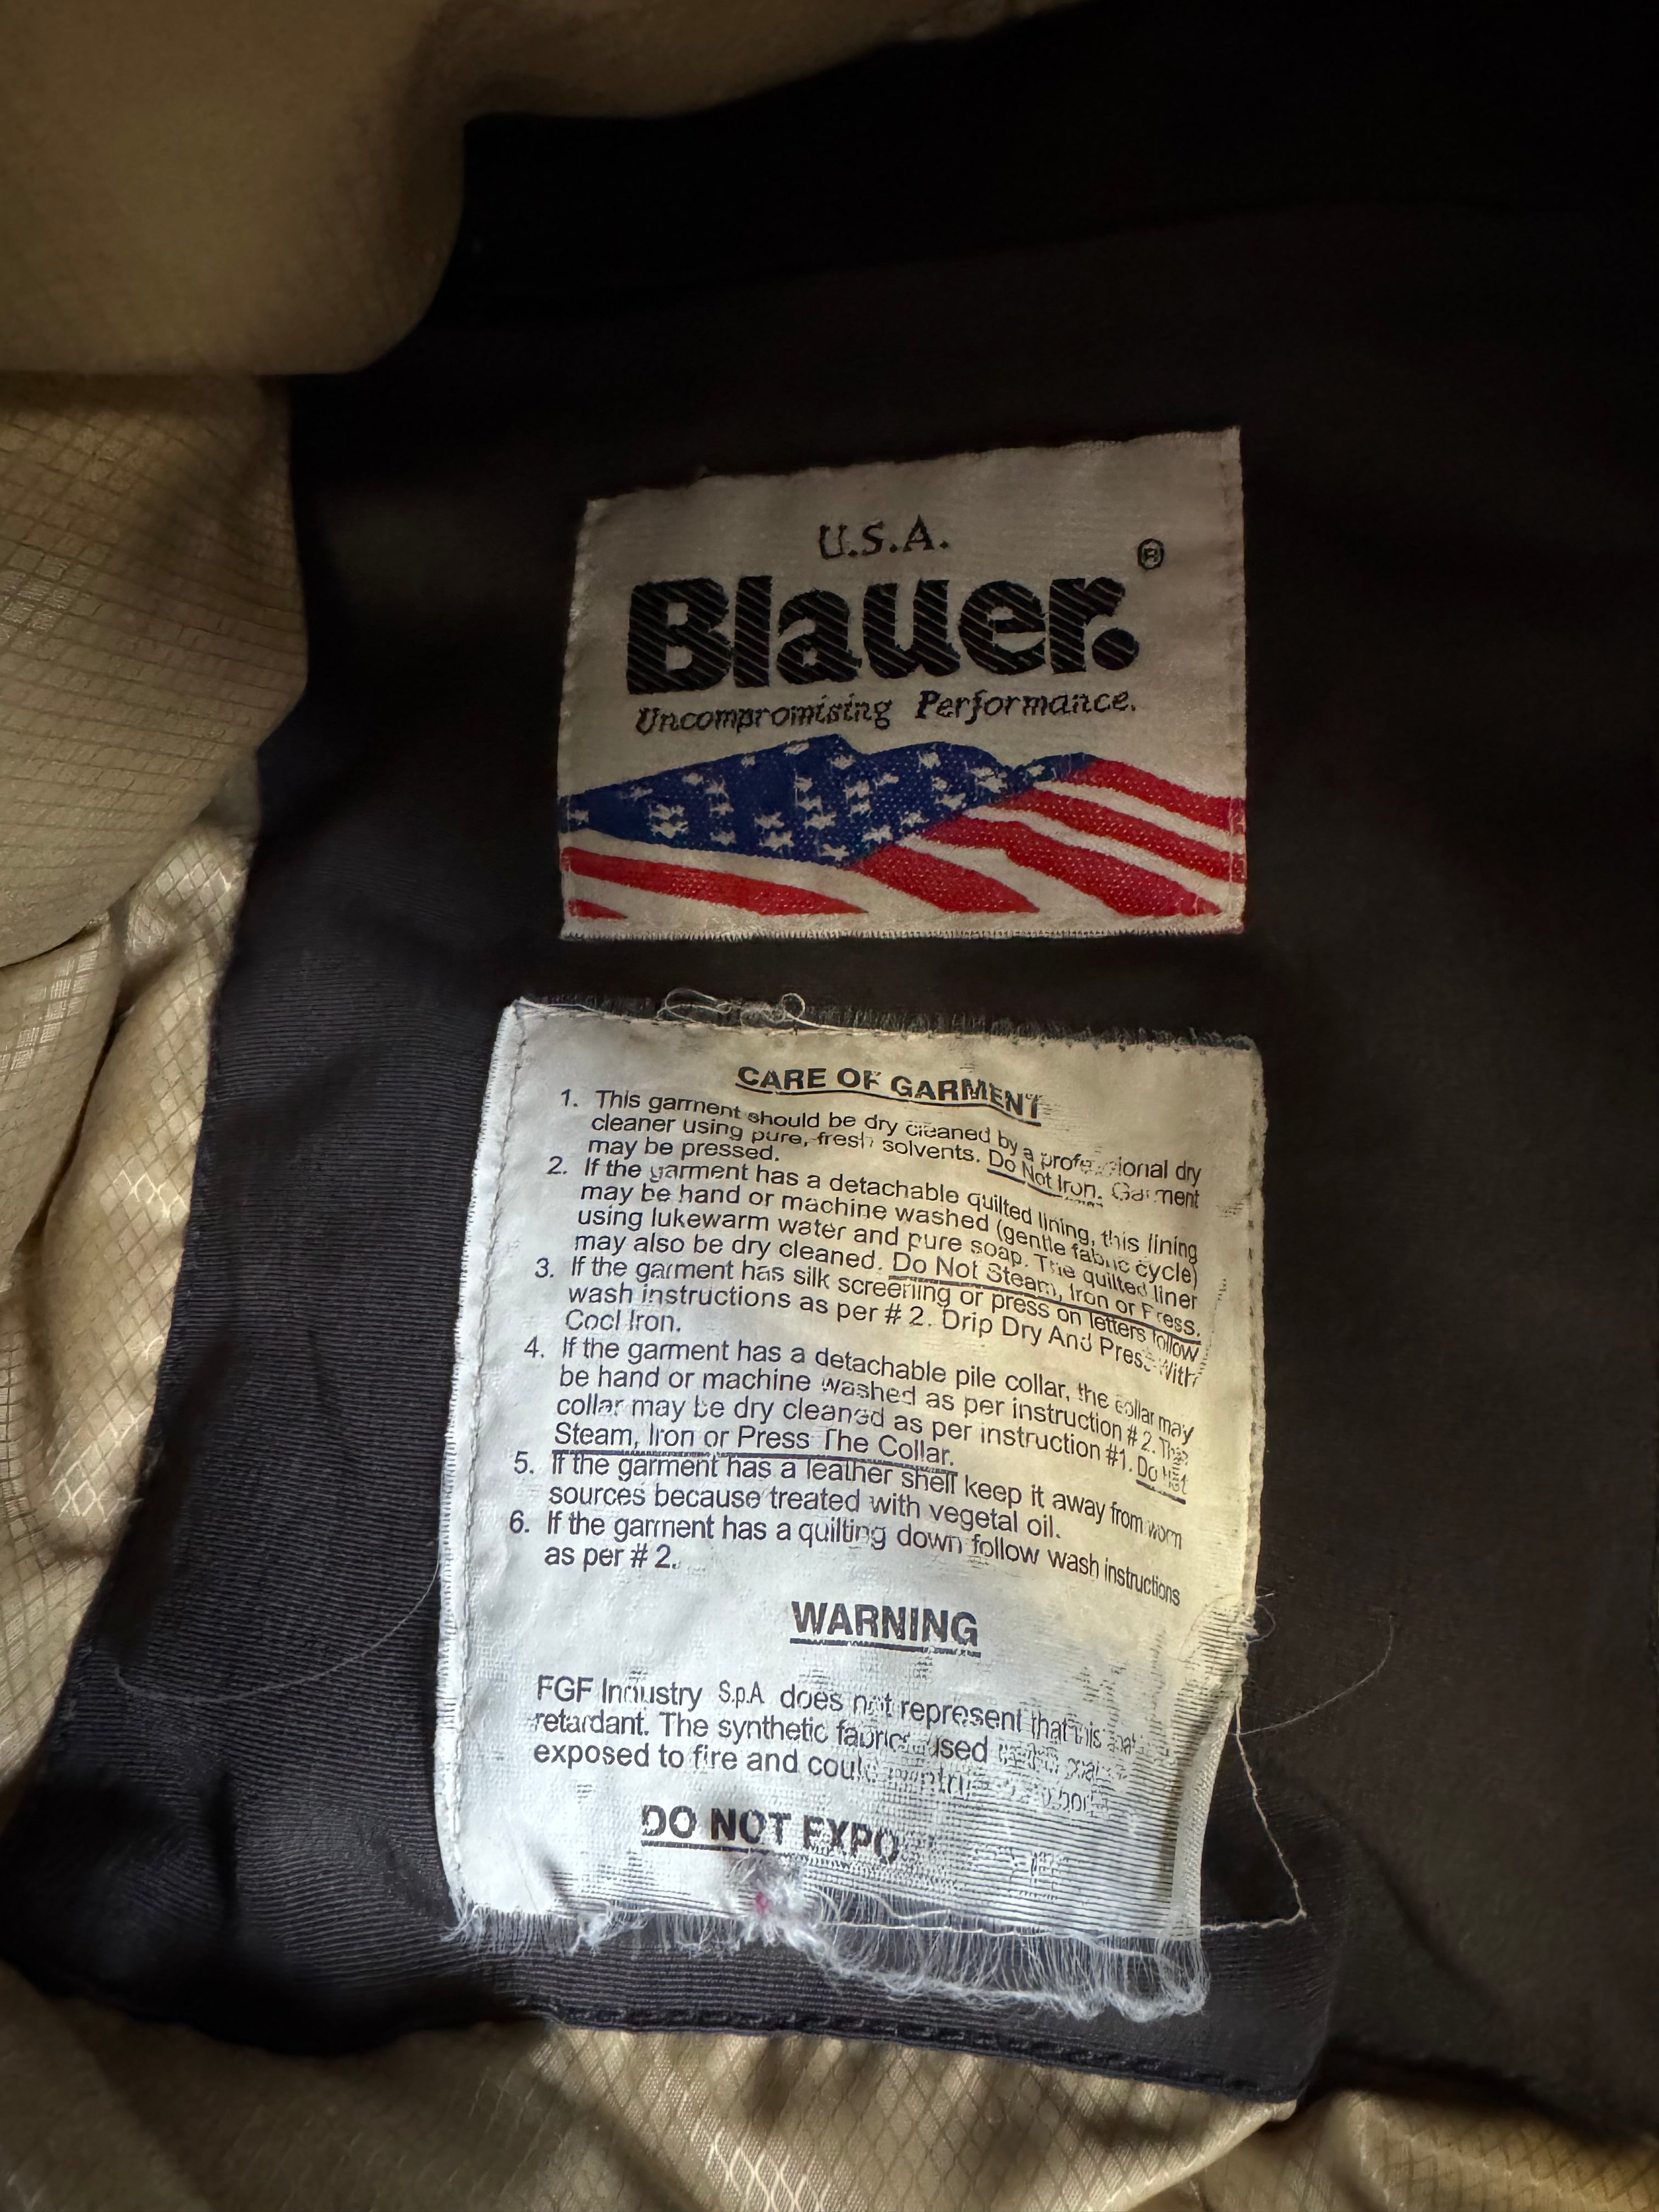 U.S.A.
Blauer.®
Uncompromising Performance.
CARE OF GARMENT
1. This garment should be dry cleaned by a professional dry
cleaner using pure, fresh solvents. Do Not Iron. Garment
may be pressed.
2. If the garment has a detachable quilted lining, this lining
may be hand or machine washed (gentle fabric cycle)
using lukewarm water and pure soap. The quilted liner
may also be dry cleaned. Do Not Steam, Iron or Press.
3. If the garment has silk screening or press on letters follow
wash instructions as per # 2. Drip Dry And Press With
Cool Iron.
4. If the garment has a detachable pile collar, the collar may
be hand or machine washed as per instruction # 2. The
collar may be dry cleaned as per instruction #1. Do Not
Steam, Iron or Press The Collar.
5. If the garment has a leather shell keep it away from worm
sources because treated with vegetal oil.
6. If the garment has a quilting down follow wash instructions
as per # 2.
WARNING
FGF Industry S.p.A does not represent that this
retardant. The synthetic fabrics used
exposed to fire and could
DO NOT EXPO